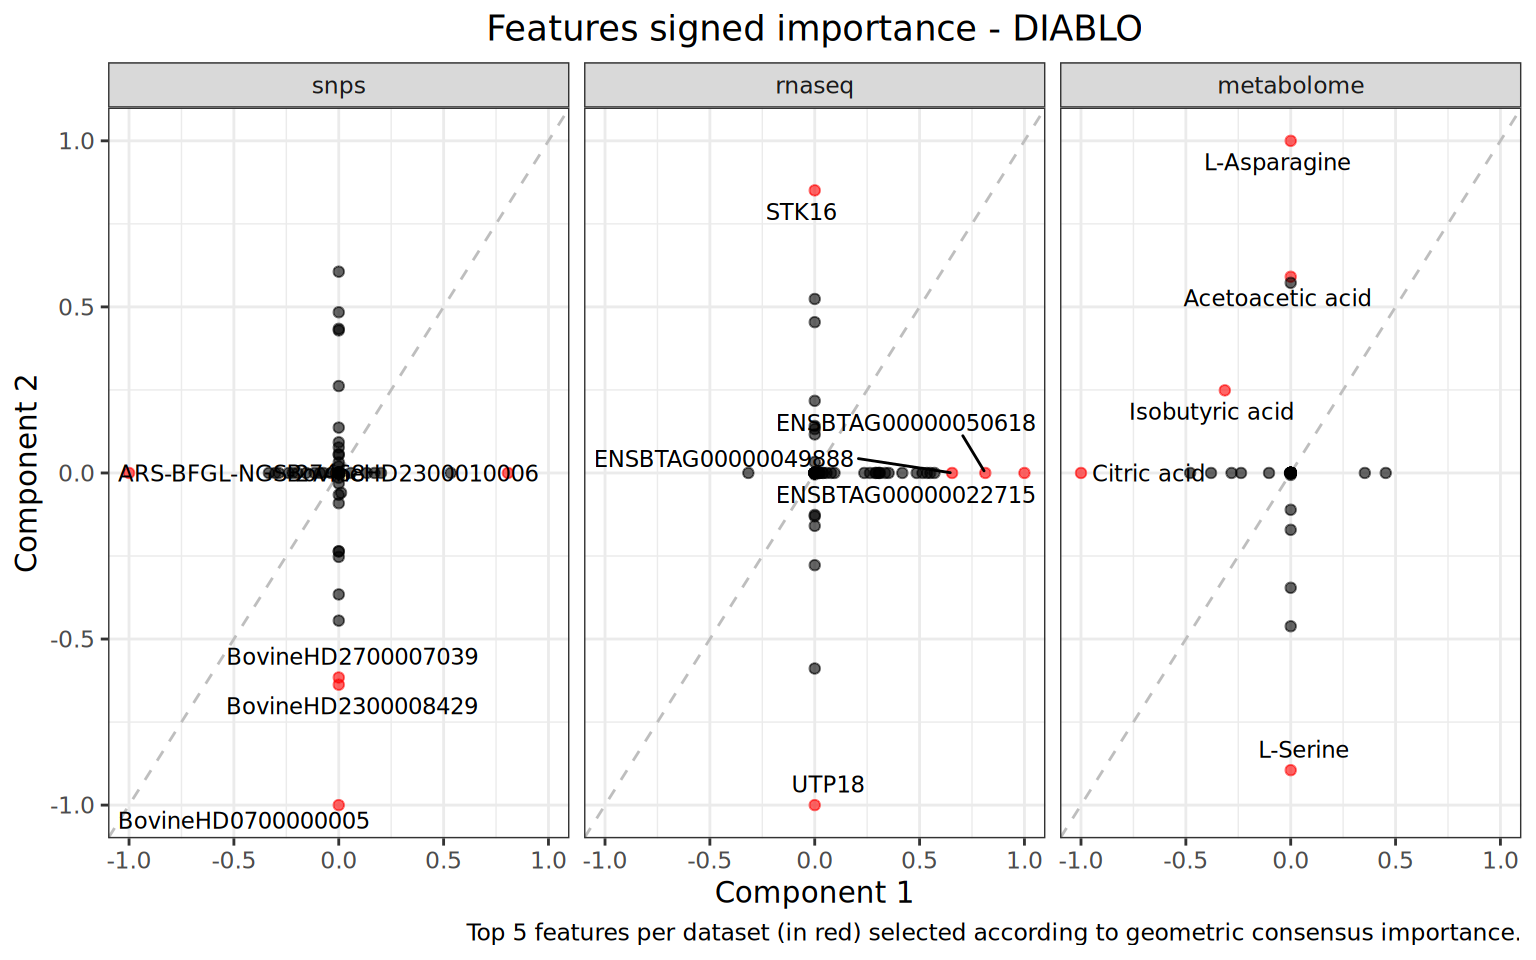 Features signed importance - DIABLO
snps
rnaseq
metabolome
Component 2
1.0
0.5
0.0
-0.5
-1.0
BovineHD2300010006
BovineHD2700007039
BovineHD2300008429
BovineHD0700000005
STK16
ENSBTAG00000050618
ENSBTAG00000049888
ENSBTAG00000022715
UTP18
L-Asparagine
Acetoacetic acid
Isobutyric acid
Citric acid
L-Serine
-1.0 -0.5 0.0 0.5 1.0
-1.0 -0.5 0.0 0.5 1.0
-1.0 -0.5 0.0 0.5 1.0
Component 1
Top 5 features per dataset (in red) selected according to geometric consensus importance.